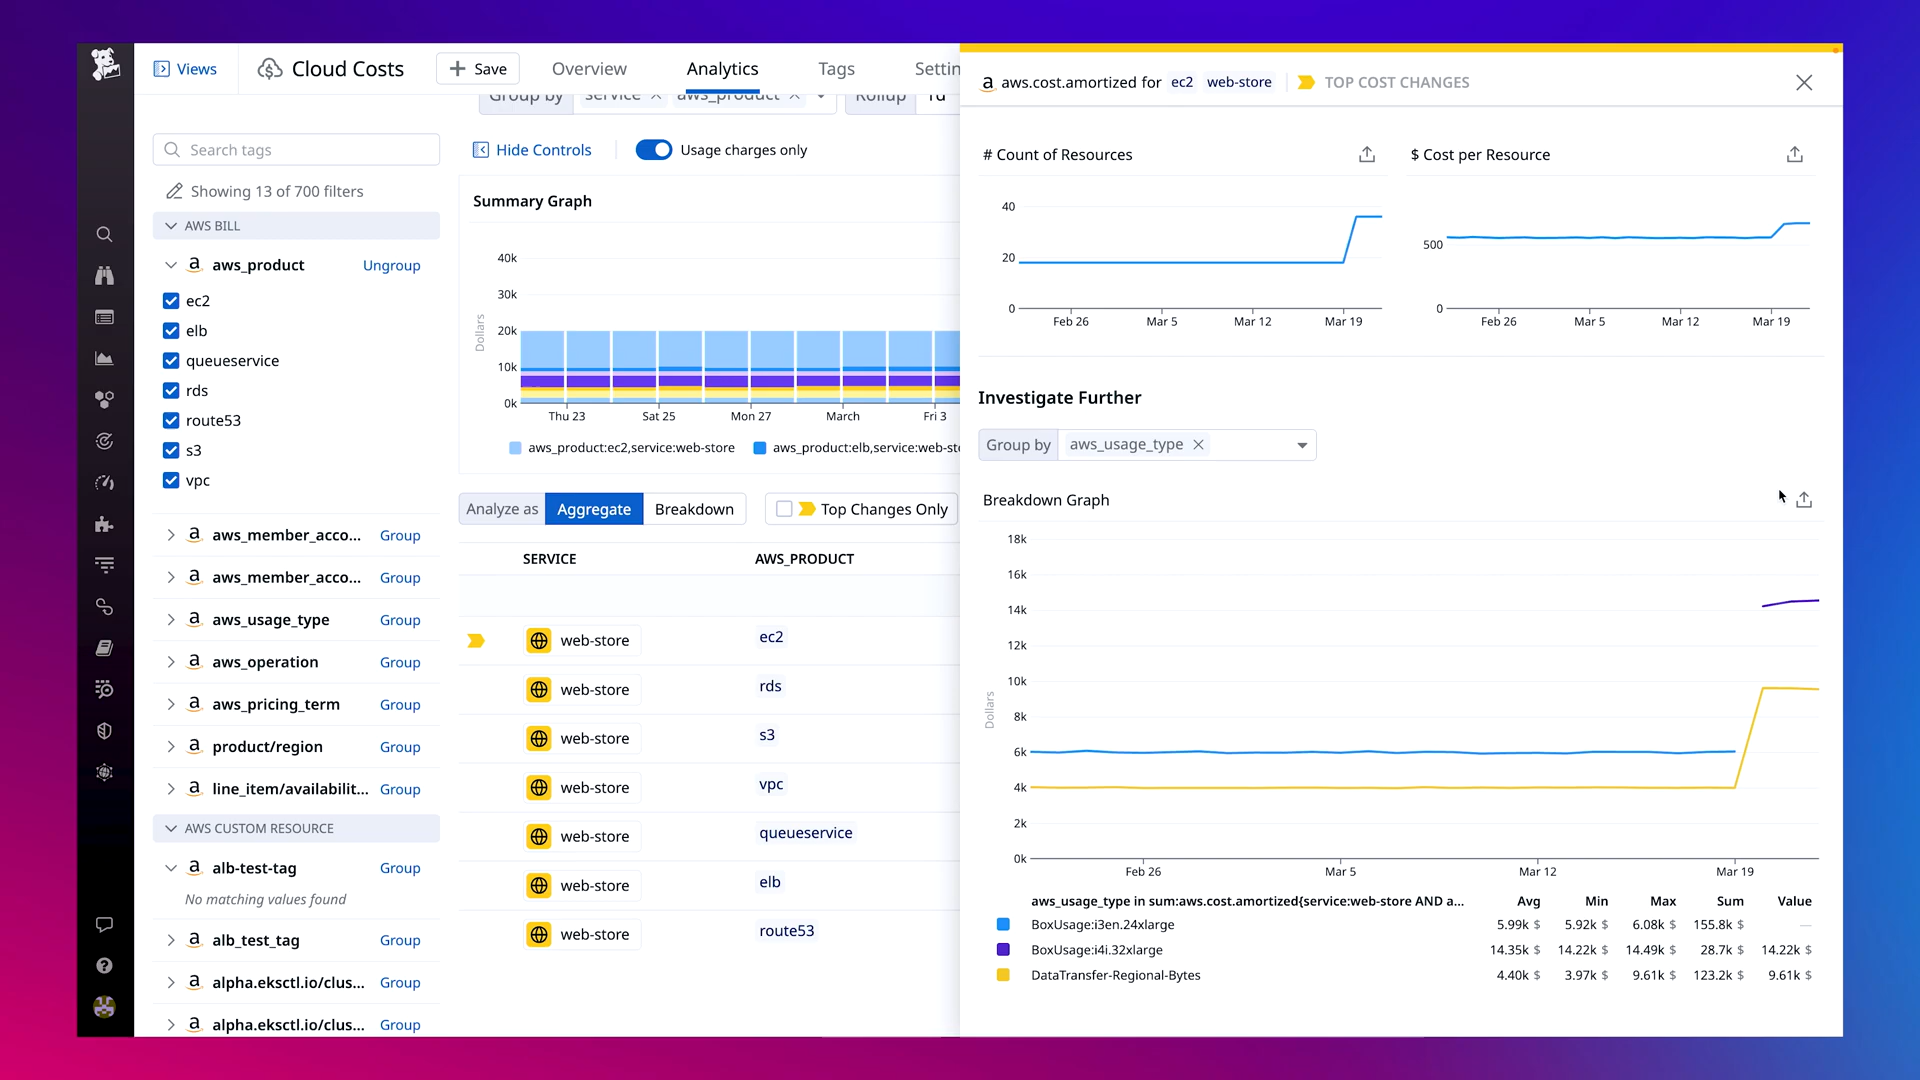 Views
Cloud Costs
+ Save
Overview
Analytics
Tags
Settin
Group by
service
aws_product
Rollup
1d
Search tags
Showing 13 of 700 filters
AWS BILL
aws_product
Ungroup
ec2
elb
queueservice
rds
route53
s3
vpc
aws_member_acco...
Group
aws_member_acco...
Group
aws_usage_type
Group
aws_operation
Group
aws_pricing_term
Group
product/region
Group
line_item/availabilit...
Group
AWS CUSTOM RESOURCE
alb-test-tag
Group
No matching values found
alb_test_tag
Group
alpha.eksctl.io/clus...
Group
alpha.eksctl.io/clus...
Group
Hide Controls
Usage charges only
Summary Graph
Dollars
40k
30k
20k
10k
0k
Thu 23
Sat 25
Mon 27
March
Fri 3
aws_product:ec2,service:web-store
aws_product:elb,service:web-sto
Analyze as
Aggregate
Breakdown
Top Changes Only
SERVICE
AWS_PRODUCT
web-store
ec2
web-store
rds
web-store
s3
web-store
vpc
web-store
queueservice
web-store
elb
web-store
route53
a aws.cost.amortized for ec2 web-store
TOP COST CHANGES
# Count of Resources
40
20
0
Feb 26
Mar 5
Mar 12
Mar 19
$ Cost per Resource
500
0
Feb 26
Mar 5
Mar 12
Mar 19
Investigate Further
Group by
aws_usage_type
Breakdown Graph
Dollars
18k
16k
14k
12k
10k
8k
6k
4k
2k
0k
Feb 26
Mar 5
Mar 12
Mar 19
aws_usage_type in sum:aws.cost.amortized{service:web-store AND a... Avg Min Max Sum Value
BoxUsage:i3en.24xlarge 5.99k $ 5.92k $ 6.08k $ 155.8k $ —
BoxUsage:i4i.32xlarge 14.35k $ 14.22k $ 14.49k $ 28.7k $ 14.22k $
DataTransfer-Regional-Bytes 4.40k $ 3.97k $ 9.61k $ 123.2k $ 9.61k $